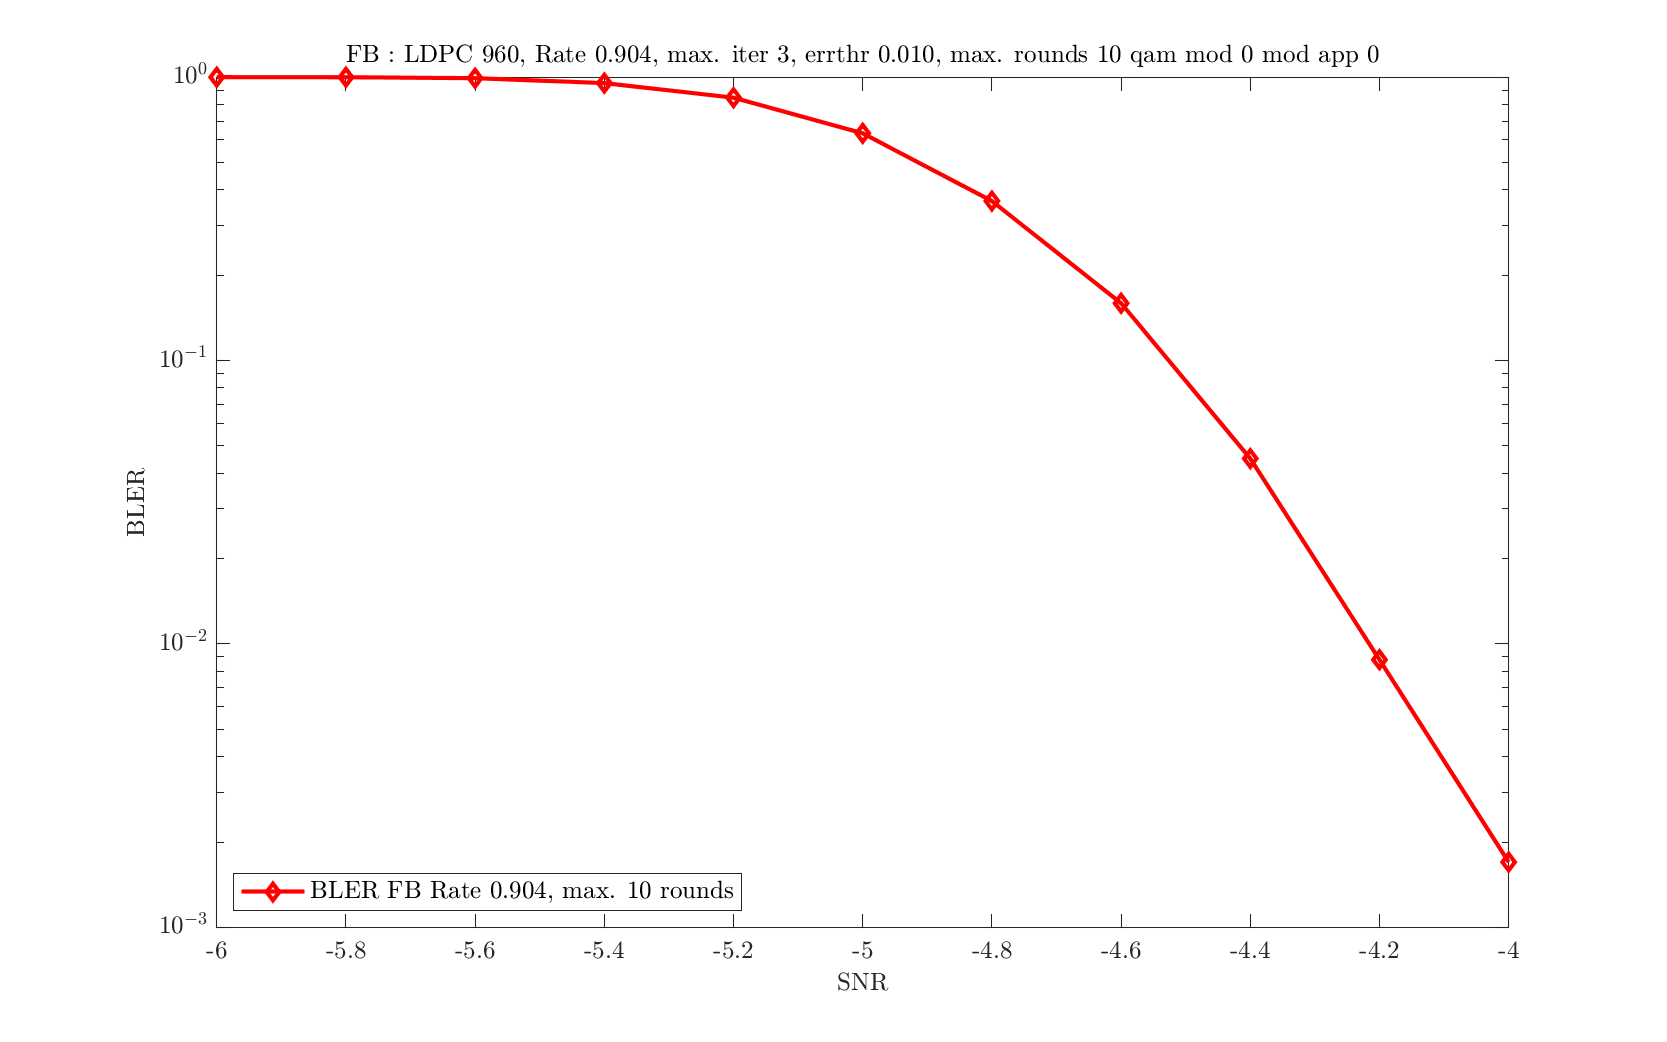 FB : LDPC 960, Rate 0.904, max. iter 3, errthr 0.010, max. rounds 10 qam mod 0 mod app 0
10^0
10^{-1}
10^{-2}
10^{-3}
BLER
BLER FB Rate 0.904, max. 10 rounds
-6 -5.8 -5.6 -5.4 -5.2 -5 -4.8 -4.6 -4.4 -4.2 -4
SNR